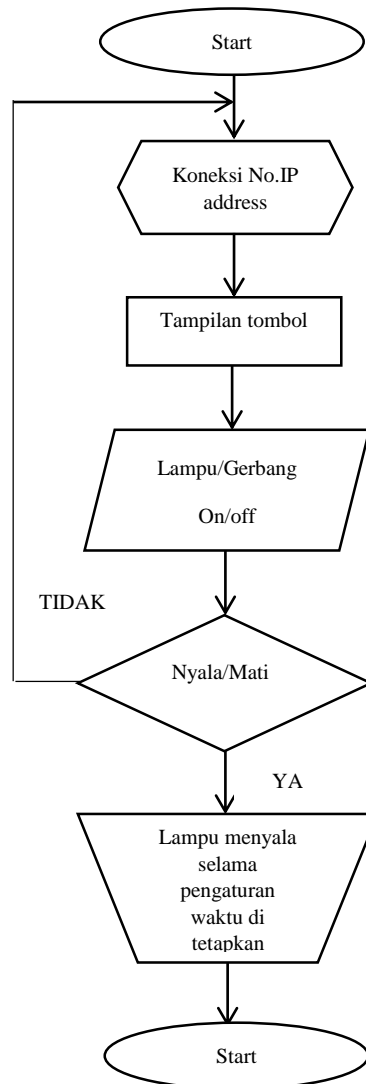 Start
Koneksi No.IP
address
Tampilan tombol
Lampu/Gerbang
On/off
TIDAK
Nyala/Mati
YA
Lampu menyala
selama
pengaturan
waktu di
tetapkan
Start